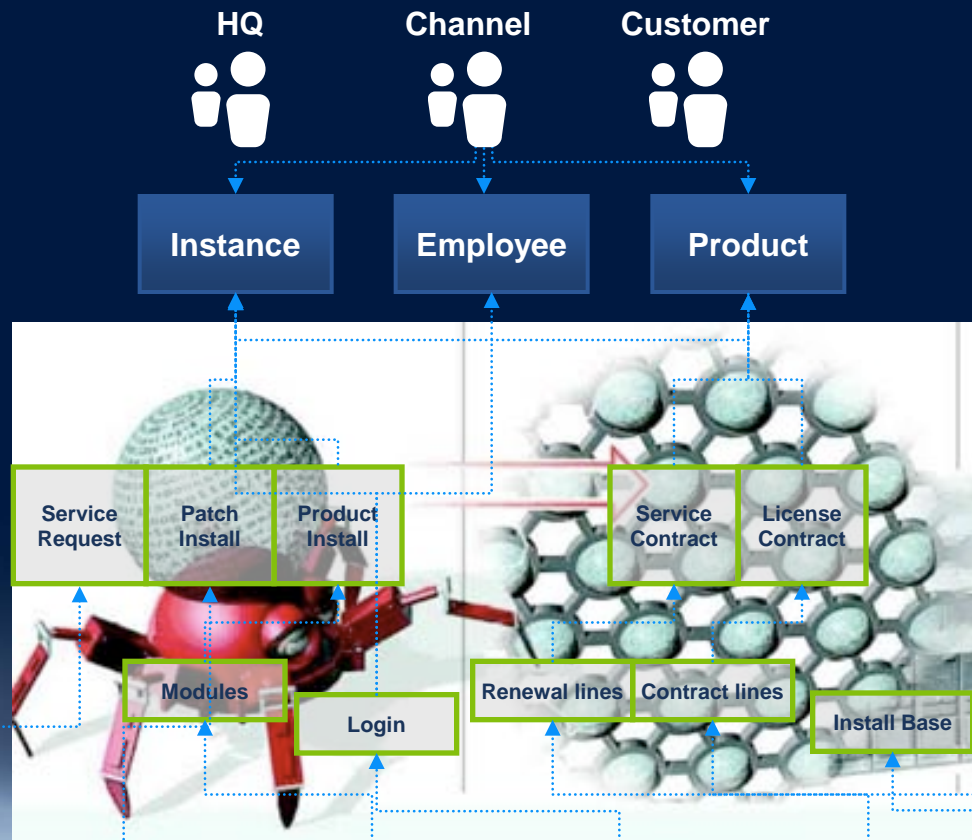 HQ
Channel
Customer
Instance
Employee
Product
Service
Request
Patch
Install
Product
Install
Service
Contract
License
Contract
Modules
Login
Renewal lines
Contract lines
Install Base